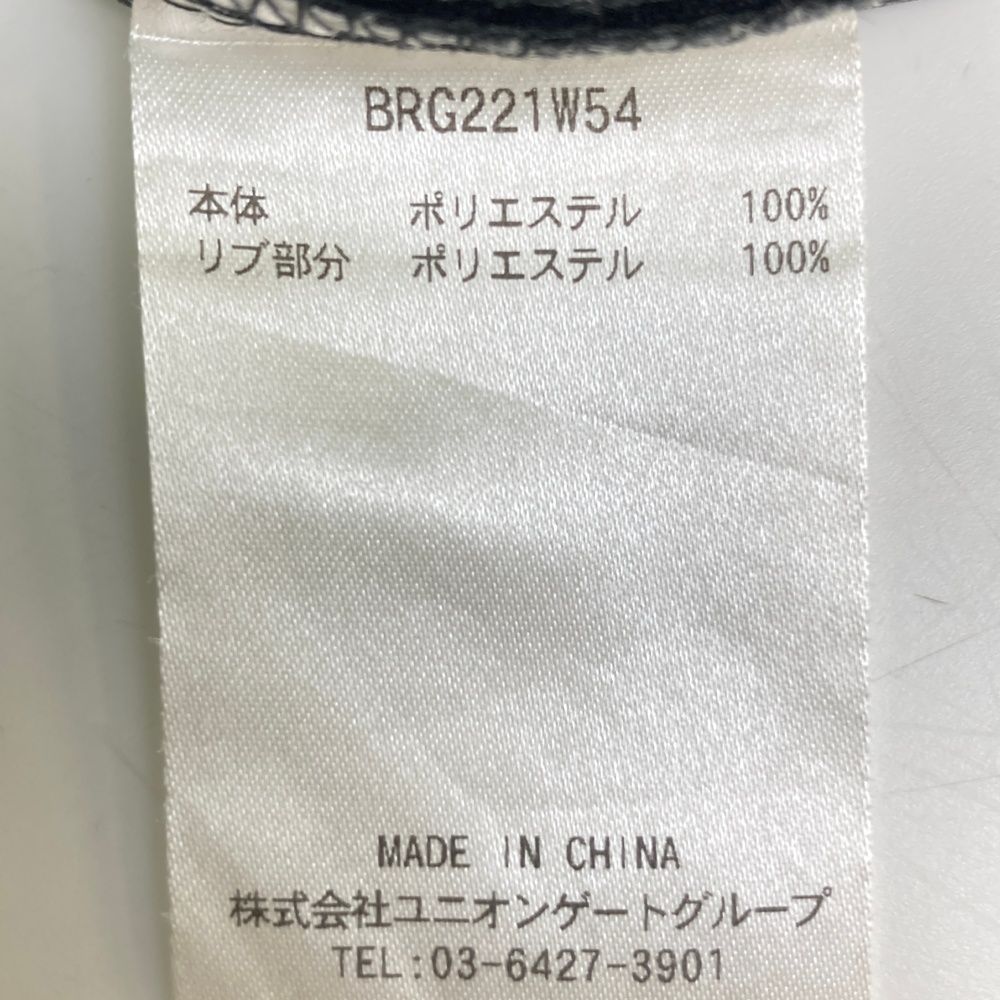 BRG221W54
本体 ポリエステル 100%
リブ部分 ポリエステル 100%
MADE IN CHINA
株式会社ユニオンゲートグループ
TEL:03-6427-3901